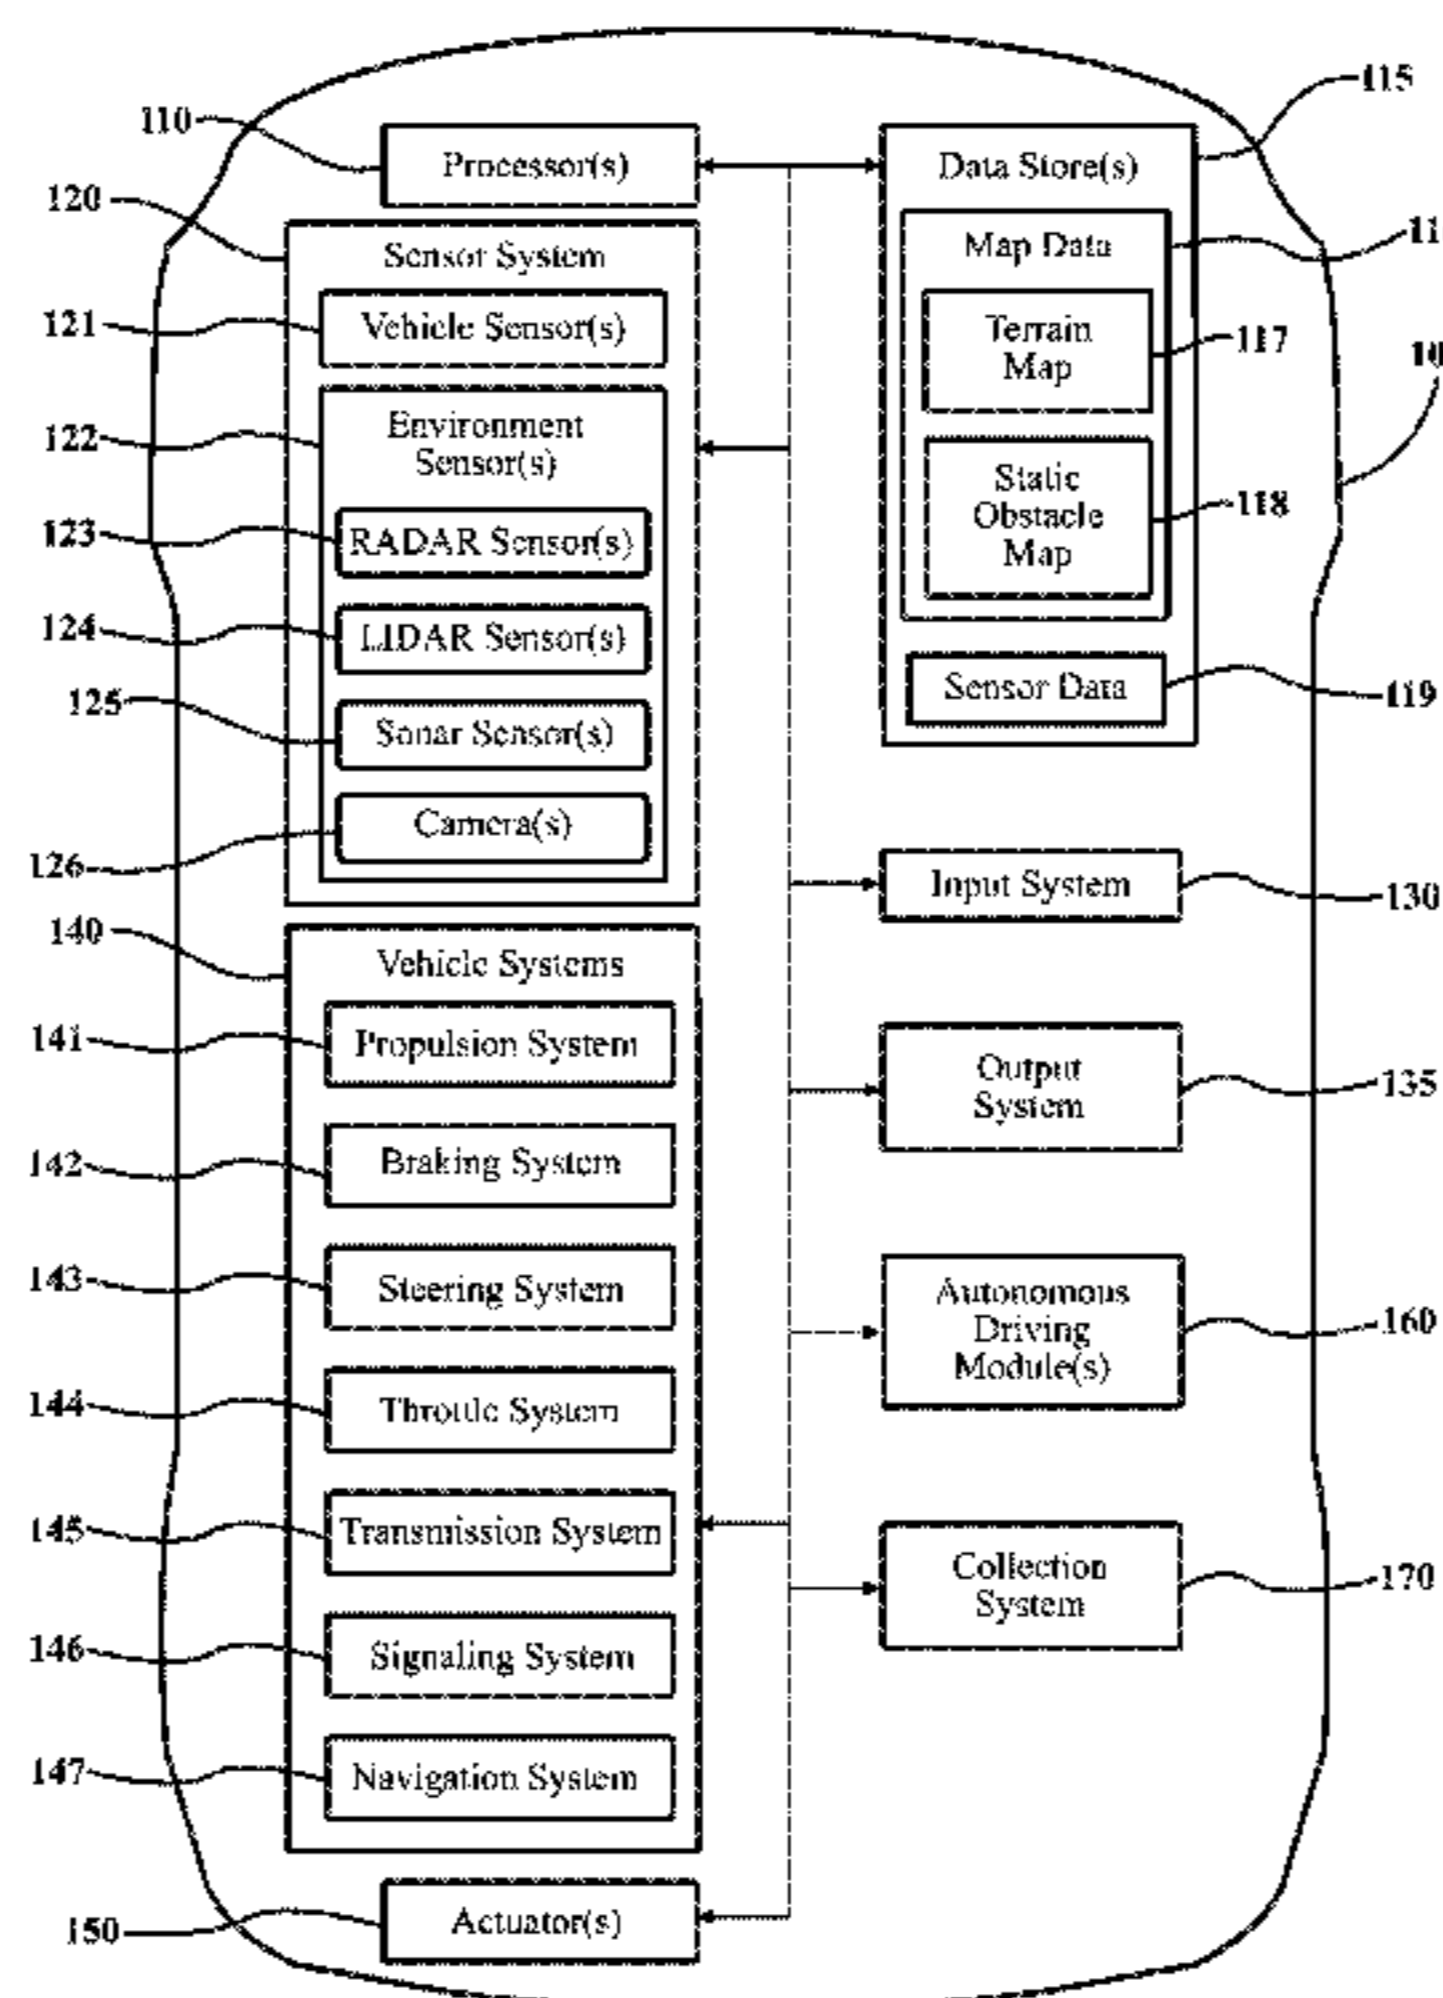 110
Processor(s)
120
Sensor System
121
Vehicle Sensor(s)
122
Environment
Sensor(s)
123
RADAR Sensor(s)
124
LIDAR Sensor(s)
125
Sonar Sensor(s)
126
Camera(s)
140
Vehicle Systems
141
Propulsion System
142
Braking System
143
Steering System
144
Throttle System
145
Transmission System
146
Signaling System
147
Navigation System
150
Actuator(s)
115
Data Store(s)
Map Data
11
Terrain
Map
117
10
Static
Obstacle
Map
118
Sensor Data
119
Input System
130
Output
System
135
Autonomous
Driving
Module(s)
160
Collection
System
170